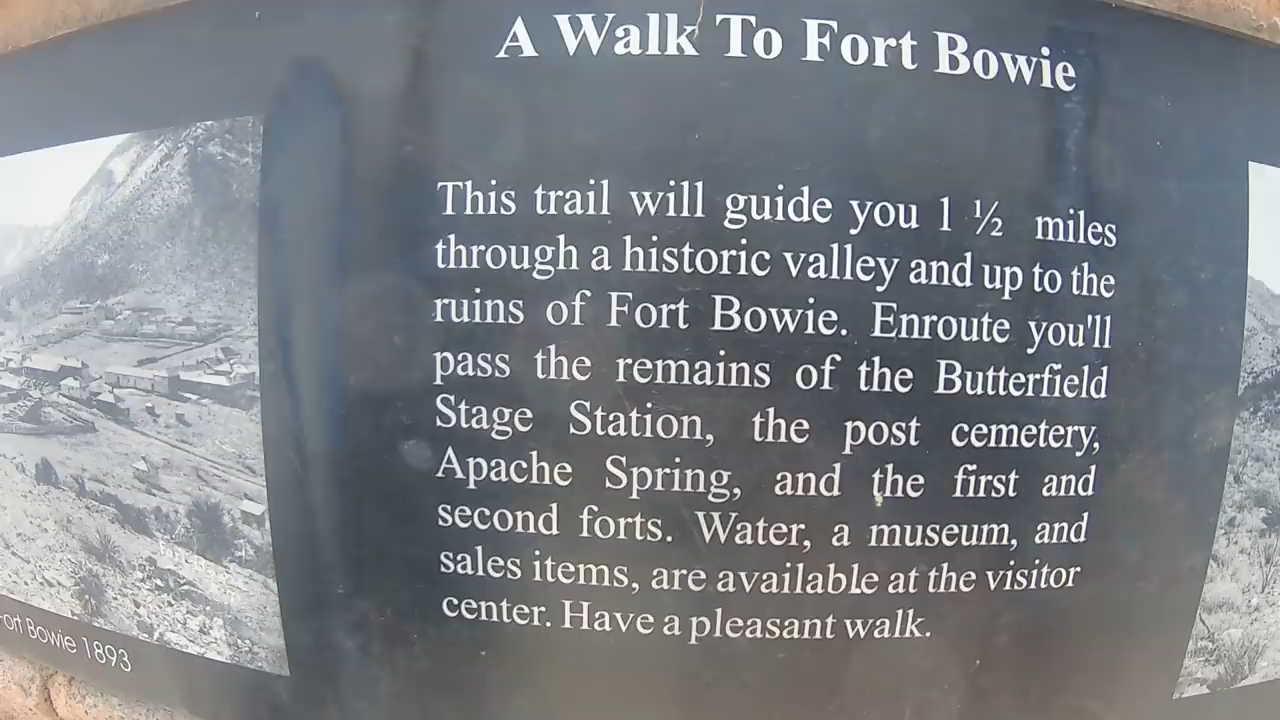 A Walk To Fort Bowie
This trail will guide you 1 ½ miles
through a historic valley and up to the
ruins of Fort Bowie. Enroute you'll
pass the remains of the Butterfield
Stage Station, the post cemetery,
Apache Spring, and the first and
second forts. Water, a museum, and
sales items, are available at the visitor
center. Have a pleasant walk.
Fort Bowie 1893